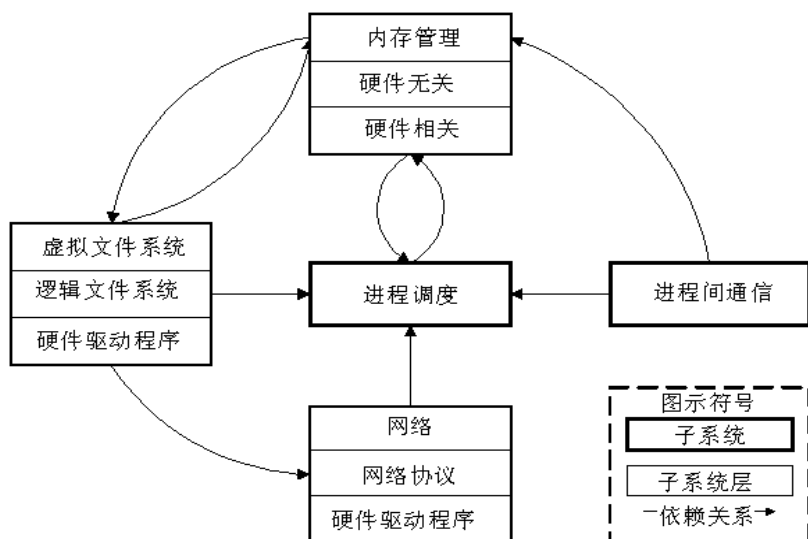 内存管理
硬件无关
硬件相关
虚拟文件系统
逻辑文件系统
硬件驱动程序
进程调度
进程间通信
网络
网络协议
硬件驱动程序
图示符号
子系统
子系统层
依赖关系